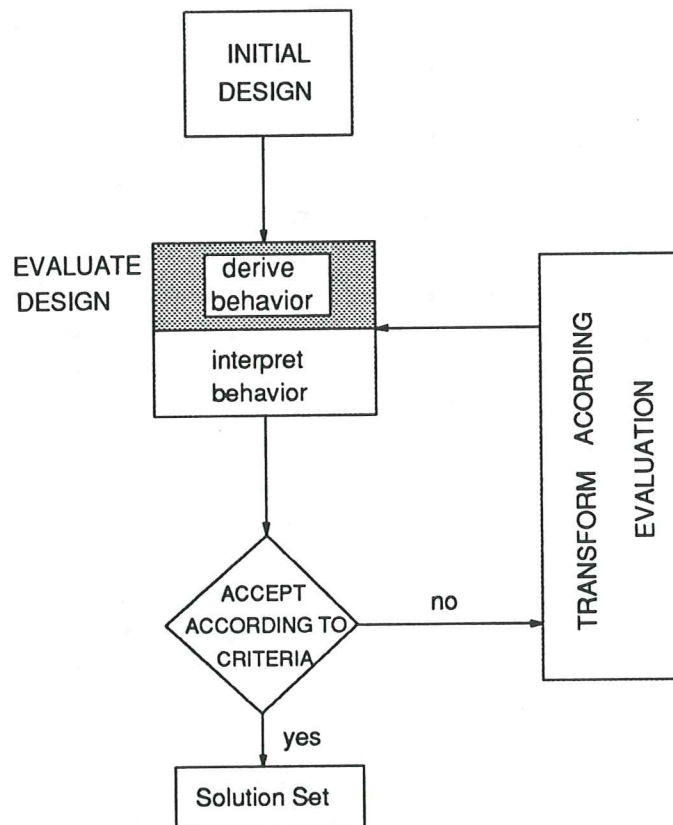 INITIAL
DESIGN
EVALUATE
DESIGN
derive
behavior
interpret
behavior
TRANSFORM ACORDING
EVALUATION
ACCEPT
ACCORDING TO
CRITERIA
no
yes
Solution Set